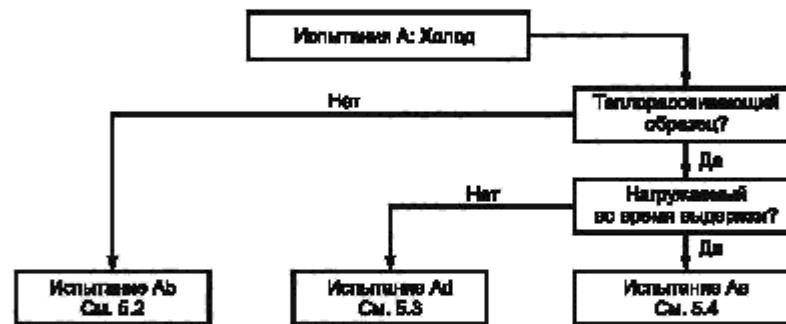 Испытания А: Холод
Нет
Теплорассеивающий
образец?
Да
Нет
Нагружаемый
во время выдержки?
Да
Испытание Ab
См. 5.2
Испытание Ad
См. 5.3
Испытание Ae
См. 5.4